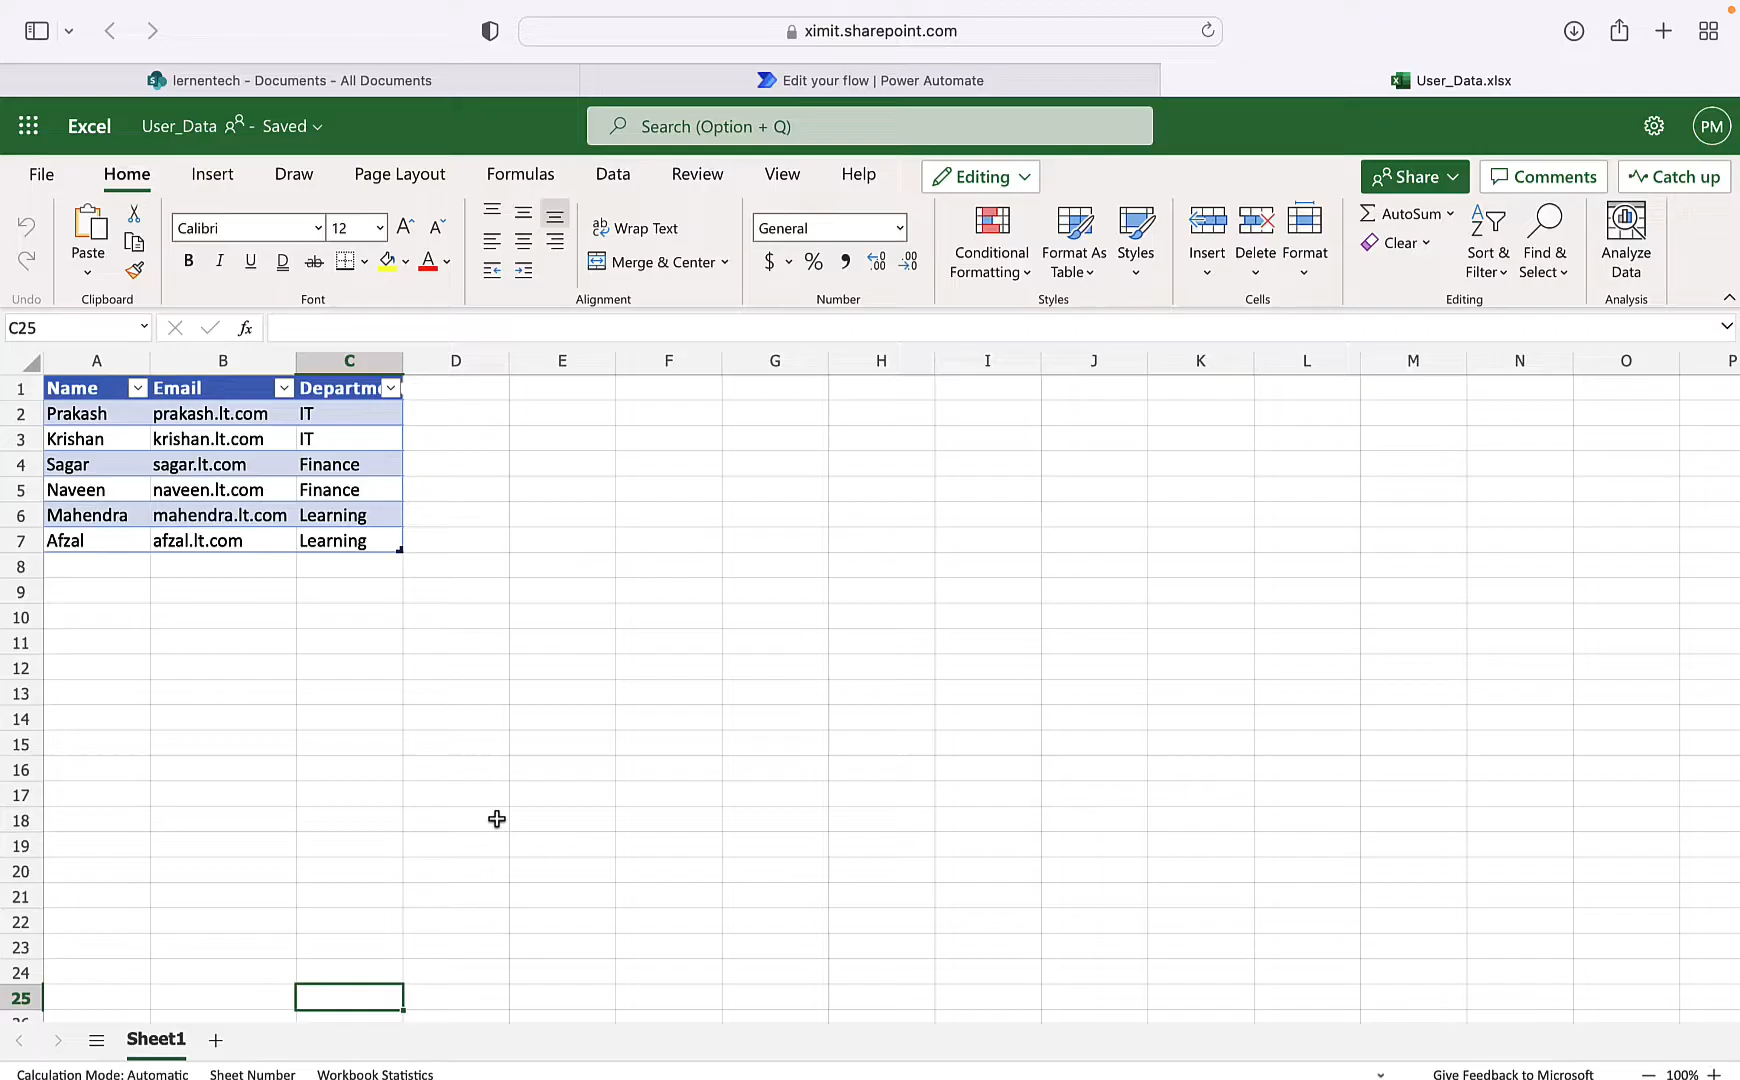 ximit.sharepoint.com
lernentech - Documents - All Documents
Edit your flow | Power Automate
User_Data.xlsx
Excel
User_Data - Saved
Search (Option + Q)
PM
File Home Insert Draw Page Layout Formulas Data Review View Help Editing Share Comments Catch up
Paste
Calibri 12
Wrap Text
Merge & Center
General
Conditional Formatting
Format As Table
Styles
Insert Delete Format
AutoSum
Clear
Sort & Filter
Find & Select
Analyze Data
Undo Clipboard Font Alignment Number Styles Cells Editing Analysis
C25
fx
A B C D E F G H I J K L M N O P
1 Name Email Departme
2 Prakash prakash.lt.com IT
3 Krishan krishan.lt.com IT
4 Sagar sagar.lt.com Finance
5 Naveen naveen.lt.com Finance
6 Mahendra mahendra.lt.com Learning
7 Afzal afzal.lt.com Learning
8
9
10
11
12
13
14
15
16
17
18
19
20
21
22
23
24
25
Sheet1
Calculation Mode: Automatic Sheet Number Workbook Statistics Give Feedback to Microsoft 100%